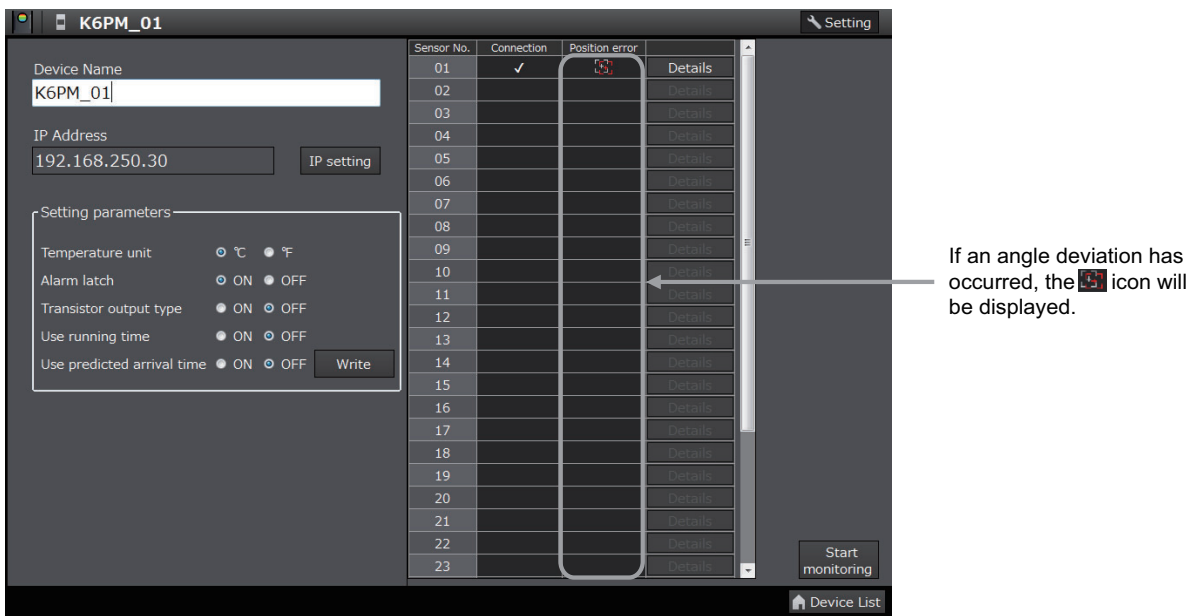 K6PM_01
Setting
Device Name
K6PM_01
IP Address
192.168.250.30
IP setting
Setting parameters
Temperature unit ℃ ℉
Alarm latch ON OFF
Transistor output type ON OFF
Use running time ON OFF
Use predicted arrival time ON OFF Write
Sensor No. Connection Position error
01 ✓ Details
02 Details
03 Details
04 Details
05 Details
06 Details
07 Details
08 Details
09 Details
10 Details
11 Details
12 Details
13 Details
14 Details
15 Details
16 Details
17 Details
18 Details
19 Details
20 Details
21 Details
22 Details
23 Details
Start
monitoring
Device List
If an angle deviation has
occurred, the icon will
be displayed.